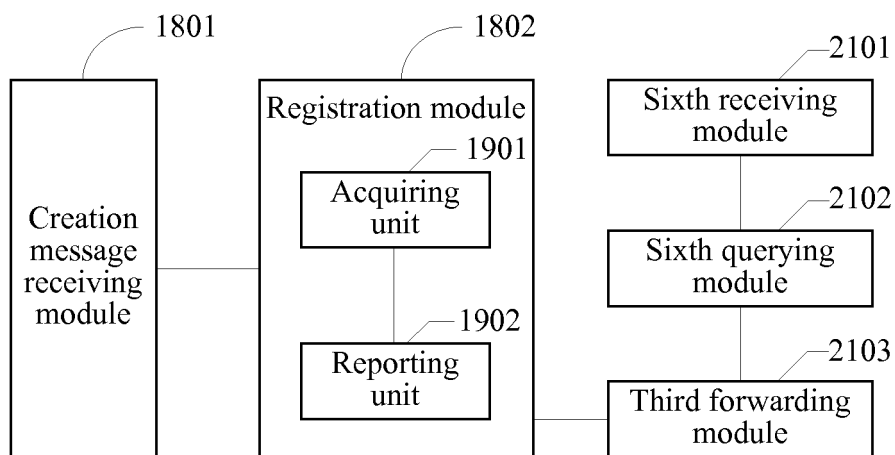 1801
Creation
message
receiving
module
1802
Registration module
1901
Acquiring
unit
1902
Reporting
unit
2101
Sixth receiving
module
2102
Sixth querying
module
2103
Third forwarding
module